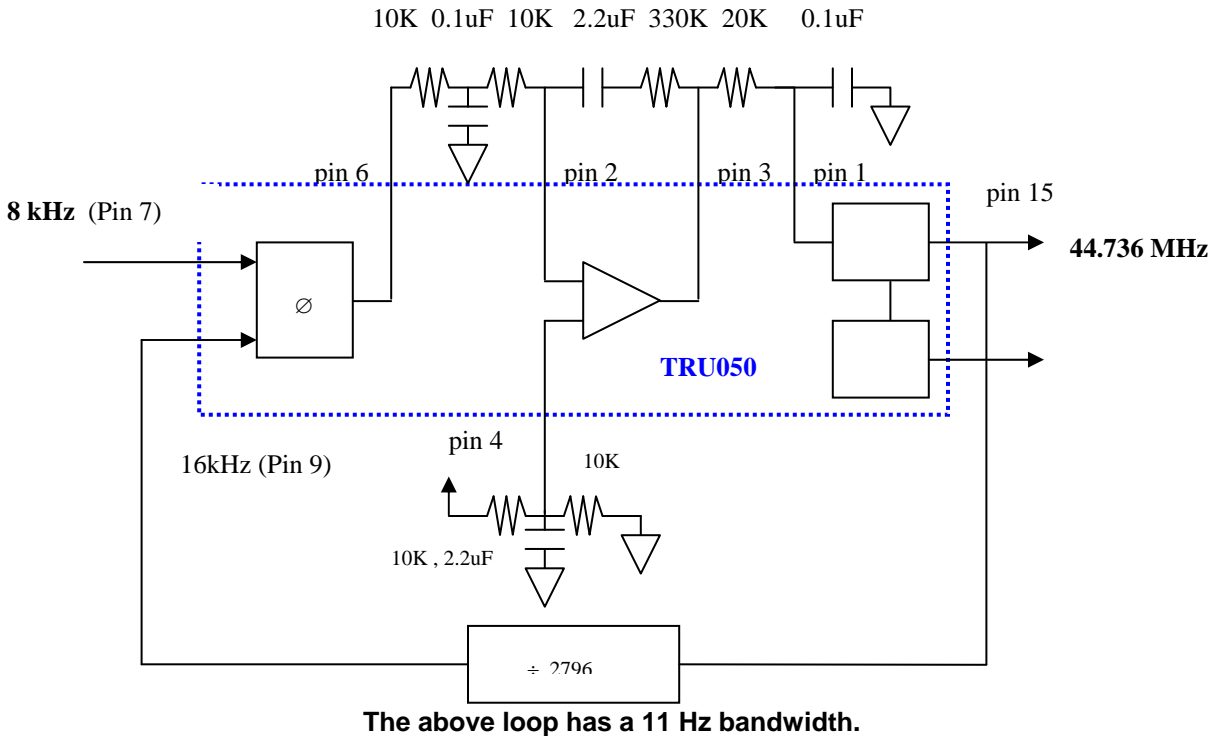 10K 0.1uF 10K 2.2uF 330K 20K 0.1uF
pin 6
pin 2
pin 3
pin 1
pin 15
8 kHz (Pin 7)
44.736 MHz
∅
TRU050
pin 4
16kHz (Pin 9)
10K
10K , 2.2uF
÷ 2796
The above loop has a 11 Hz bandwidth.